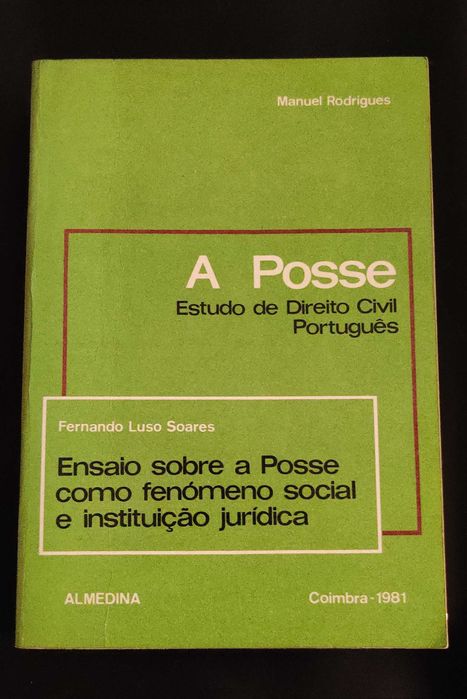 Manuel Rodrigues
A Posse
Estudo de Direito Civil
Português
Fernando Luso Soares
Ensaio sobre a Posse
como fenómeno social
e instituição jurídica
ALMEDINA
Coimbra-1981